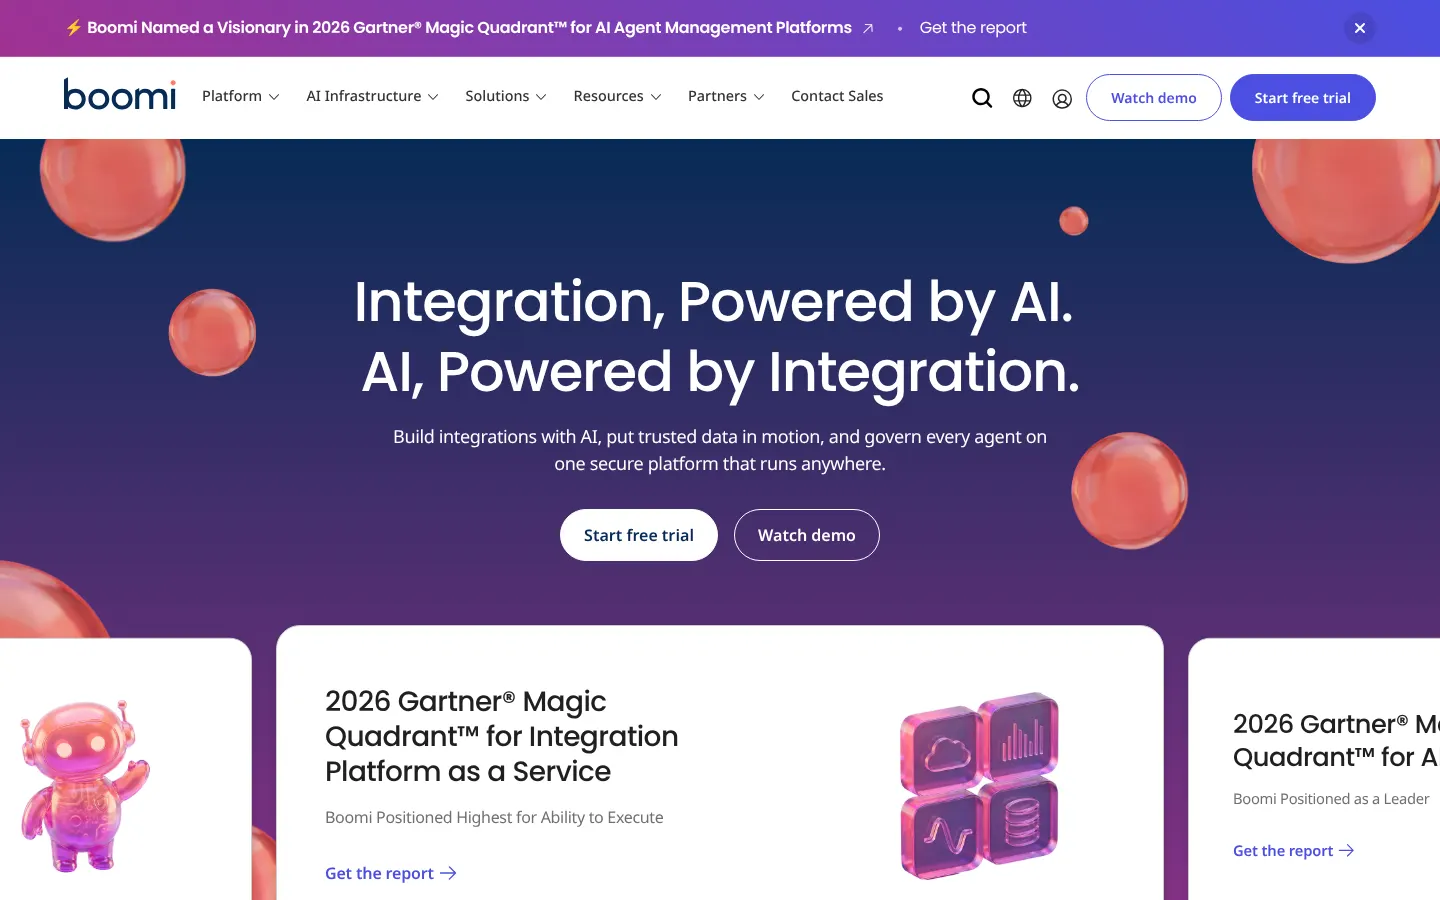 ⚡ Boomi Named a Visionary in 2026 Gartner® Magic Quadrant™ for AI Agent Management Platforms ↗ • Get the report
boomi Platform AI Infrastructure Solutions Resources Partners Contact Sales Watch demo Start free trial
Integration, Powered by AI.
AI, Powered by Integration.
Build integrations with AI, put trusted data in motion, and govern every agent on
one secure platform that runs anywhere.
Start free trial Watch demo
2026 Gartner® Magic
Quadrant™ for Integration
Platform as a Service
Boomi Positioned Highest for Ability to Execute
Get the report →
2026 Gartner®
Quadrant™ for
Boomi Positioned as a Leader
Get the report →